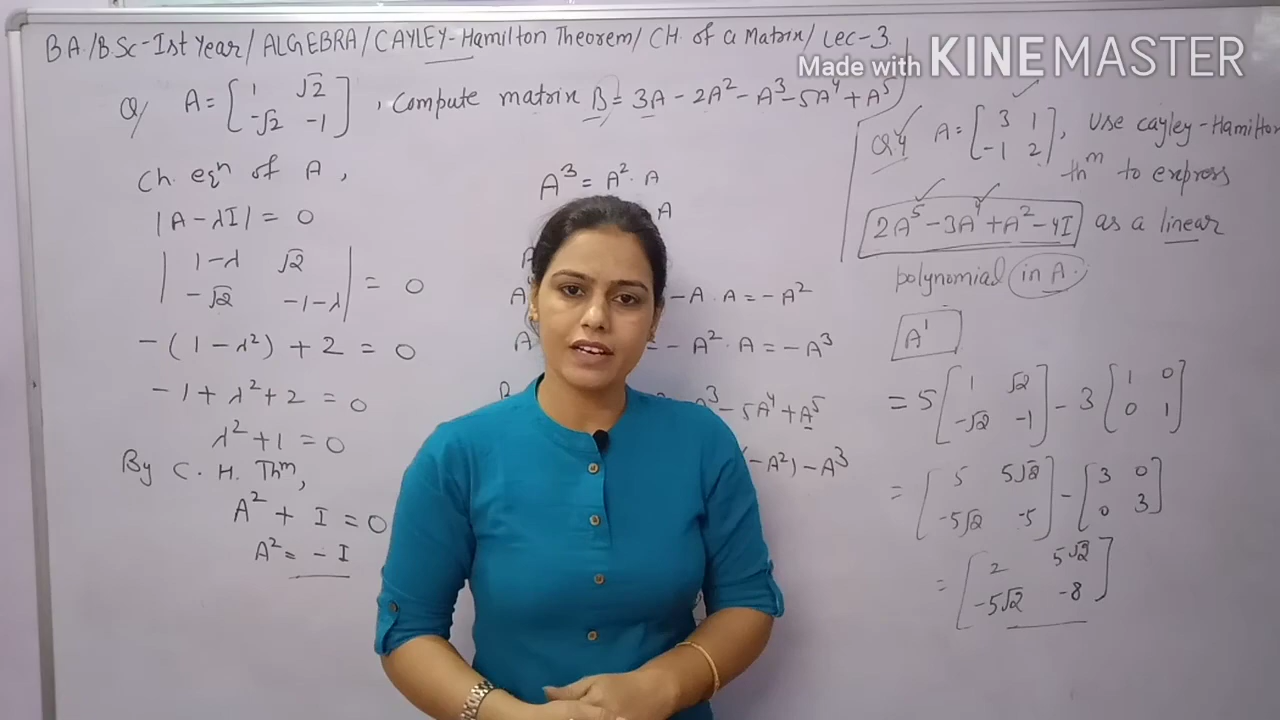 BA/BSc-Ist Year/ALGEBRA/CAYLEY-Hamilton Theorem/CH. of a Matrix/Lec-3.
Made with KINEMASTER
Q/ A = [1 √2; -√2 -1], Compute matrix B = 3A - 2A² - A³ - 5A⁴ + A⁵
Ch. eqⁿ of A,
|A-λI| = 0
|1-λ √2; -√2 -1-λ| = 0
-(1-λ²) + 2 = 0
-1 + λ² + 2 = 0
λ² + 1 = 0
By C. H. Thm,
A² + I = 0
A² = - I
A³ = A² . A
A
- A . A = - A²
= - A² . A = - A³
A³ - 5A⁴ + A⁵
(-A²) - A³
Q4 A = [3 1; -1 2], Use Cayley-Hamilton
thm to express
2A⁵ - 3A⁴ + A² - 4I as a linear
polynomial in A.
A'
= 5 [1 √2; -√2 -1] - 3 [1 0; 0 1]
= [5 5√2; -5√2 -5] - [3 0; 0 3]
= [2 5√2; -5√2 -8]